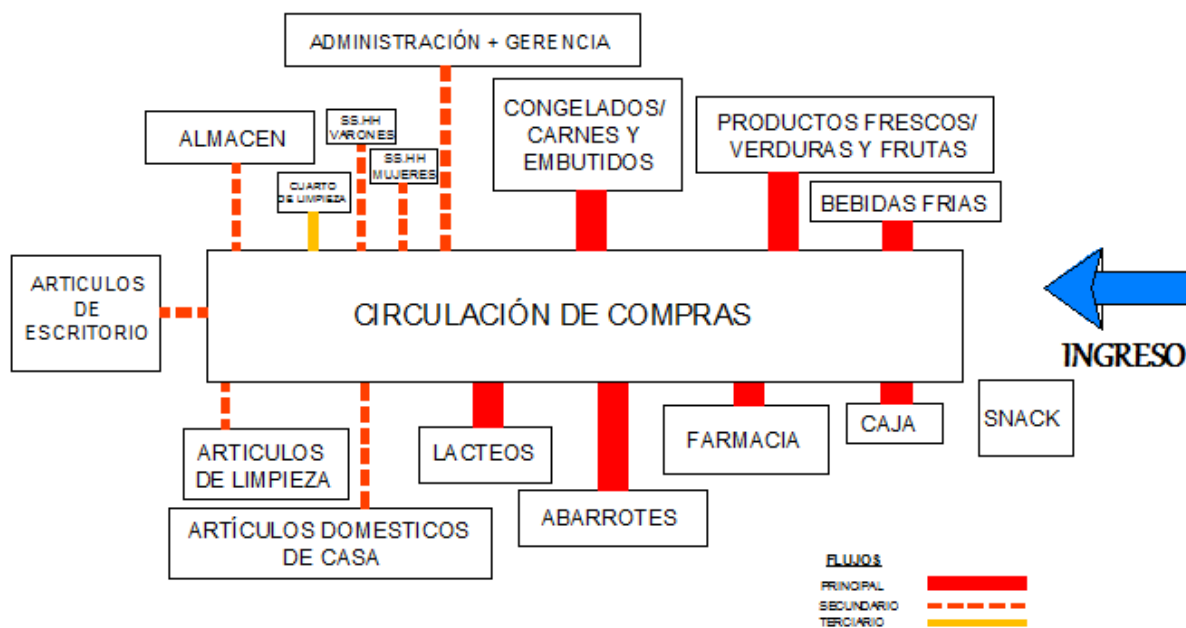 ADMINISTRACIÓN + GERENCIA
CONGELADOS/
CARNES Y
EMBUTIDOS
PRODUCTOS FRESCOS/
VERDURAS Y FRUTAS
ALMACEN
SS.HH
VARONES
SS.HH
MUJERES
CUARTO
DE LIMPIEZA
BEBIDAS FRIAS
ARTICULOS
DE
ESCRITORIO
CIRCULACIÓN DE COMPRAS
INGRESO
ARTICULOS
DE LIMPIEZA
LACTEOS
FARMACIA
CAJA
SNACK
ABARROTES
ARTÍCULOS DOMESTICOS
DE CASA
FLUJOS
PRINCIPAL
SECUNDARIO
TERCIARIO